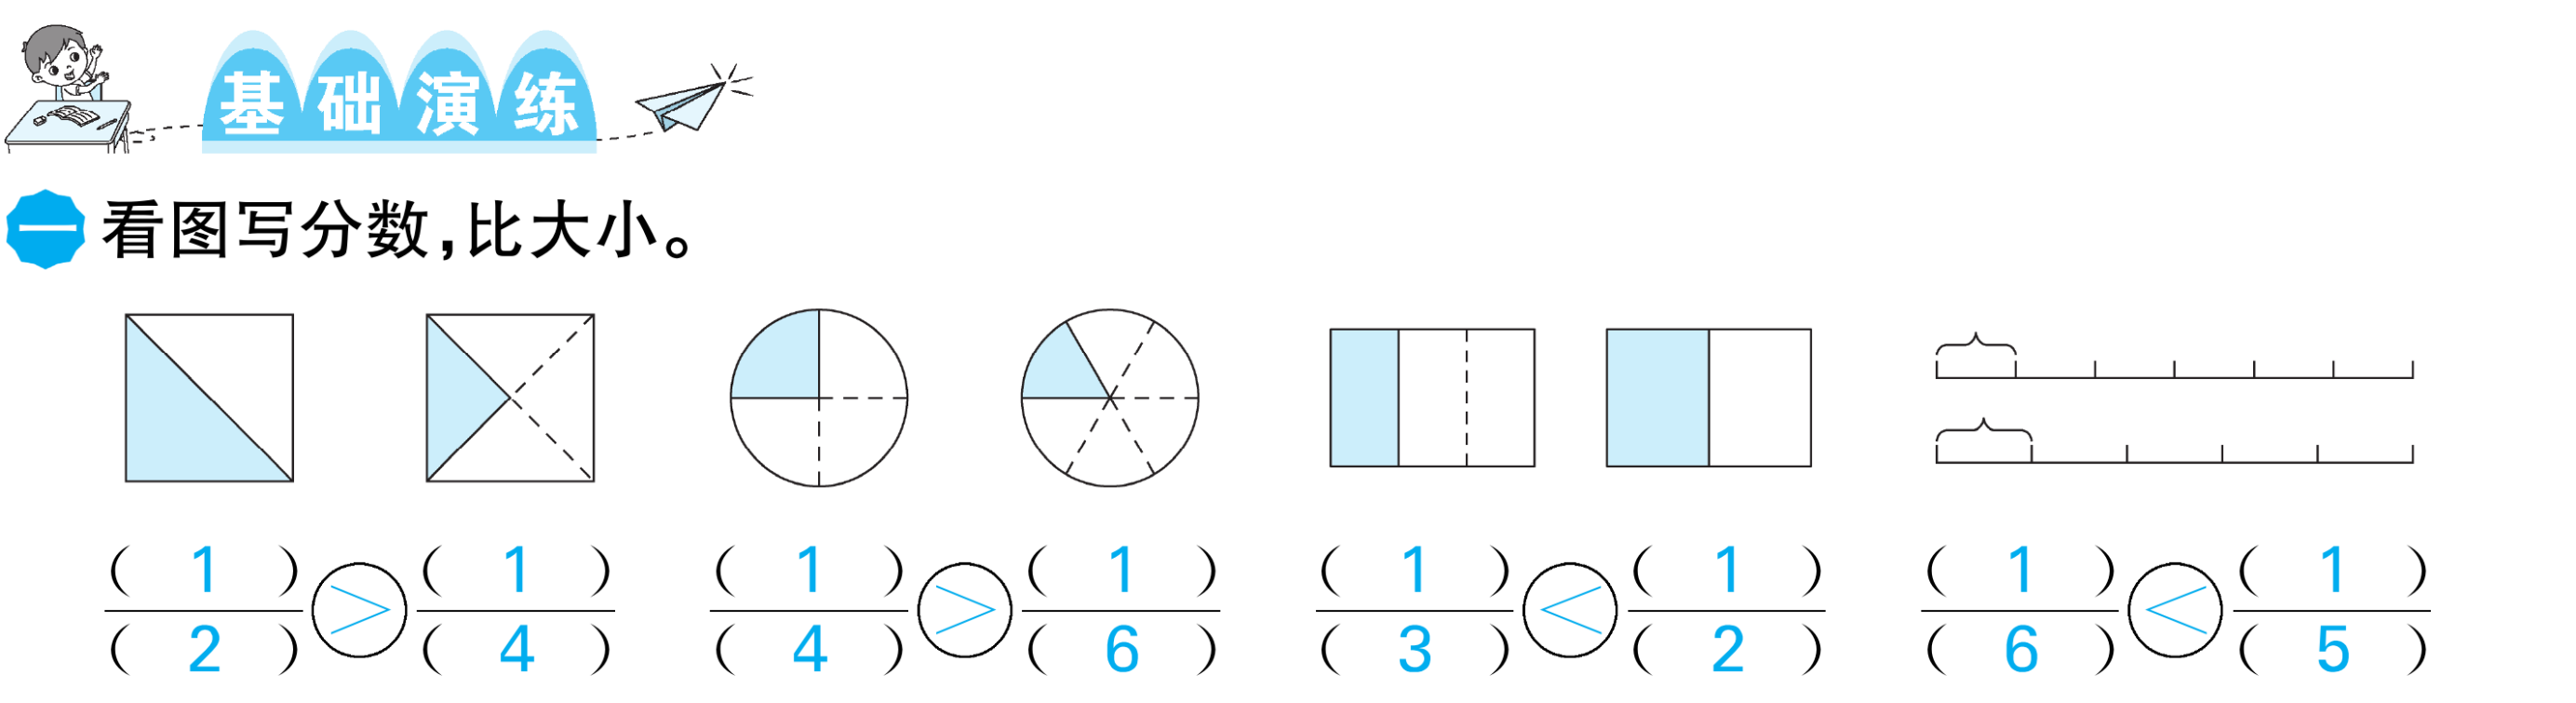 基础演练
一 看图写分数,比大小。
( 1 ) > ( 1 ) ( 1 ) > ( 1 ) ( 1 ) < ( 1 ) ( 1 ) < ( 1 )
( 2 ) ( 4 ) ( 4 ) ( 6 ) ( 3 ) ( 2 ) ( 6 ) ( 5 )